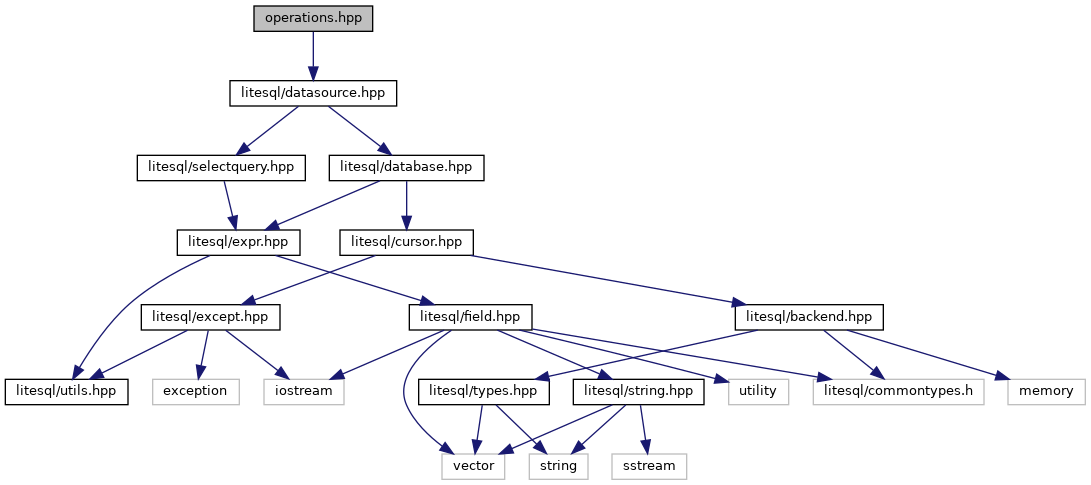 operations.hpp
litesql/datasource.hpp
litesql/selectquery.hpp
litesql/database.hpp
litesql/expr.hpp
litesql/cursor.hpp
litesql/except.hpp
litesql/field.hpp
litesql/backend.hpp
litesql/utils.hpp
exception
iostream
litesql/types.hpp
litesql/string.hpp
utility
litesql/commontypes.h
memory
vector
string
sstream